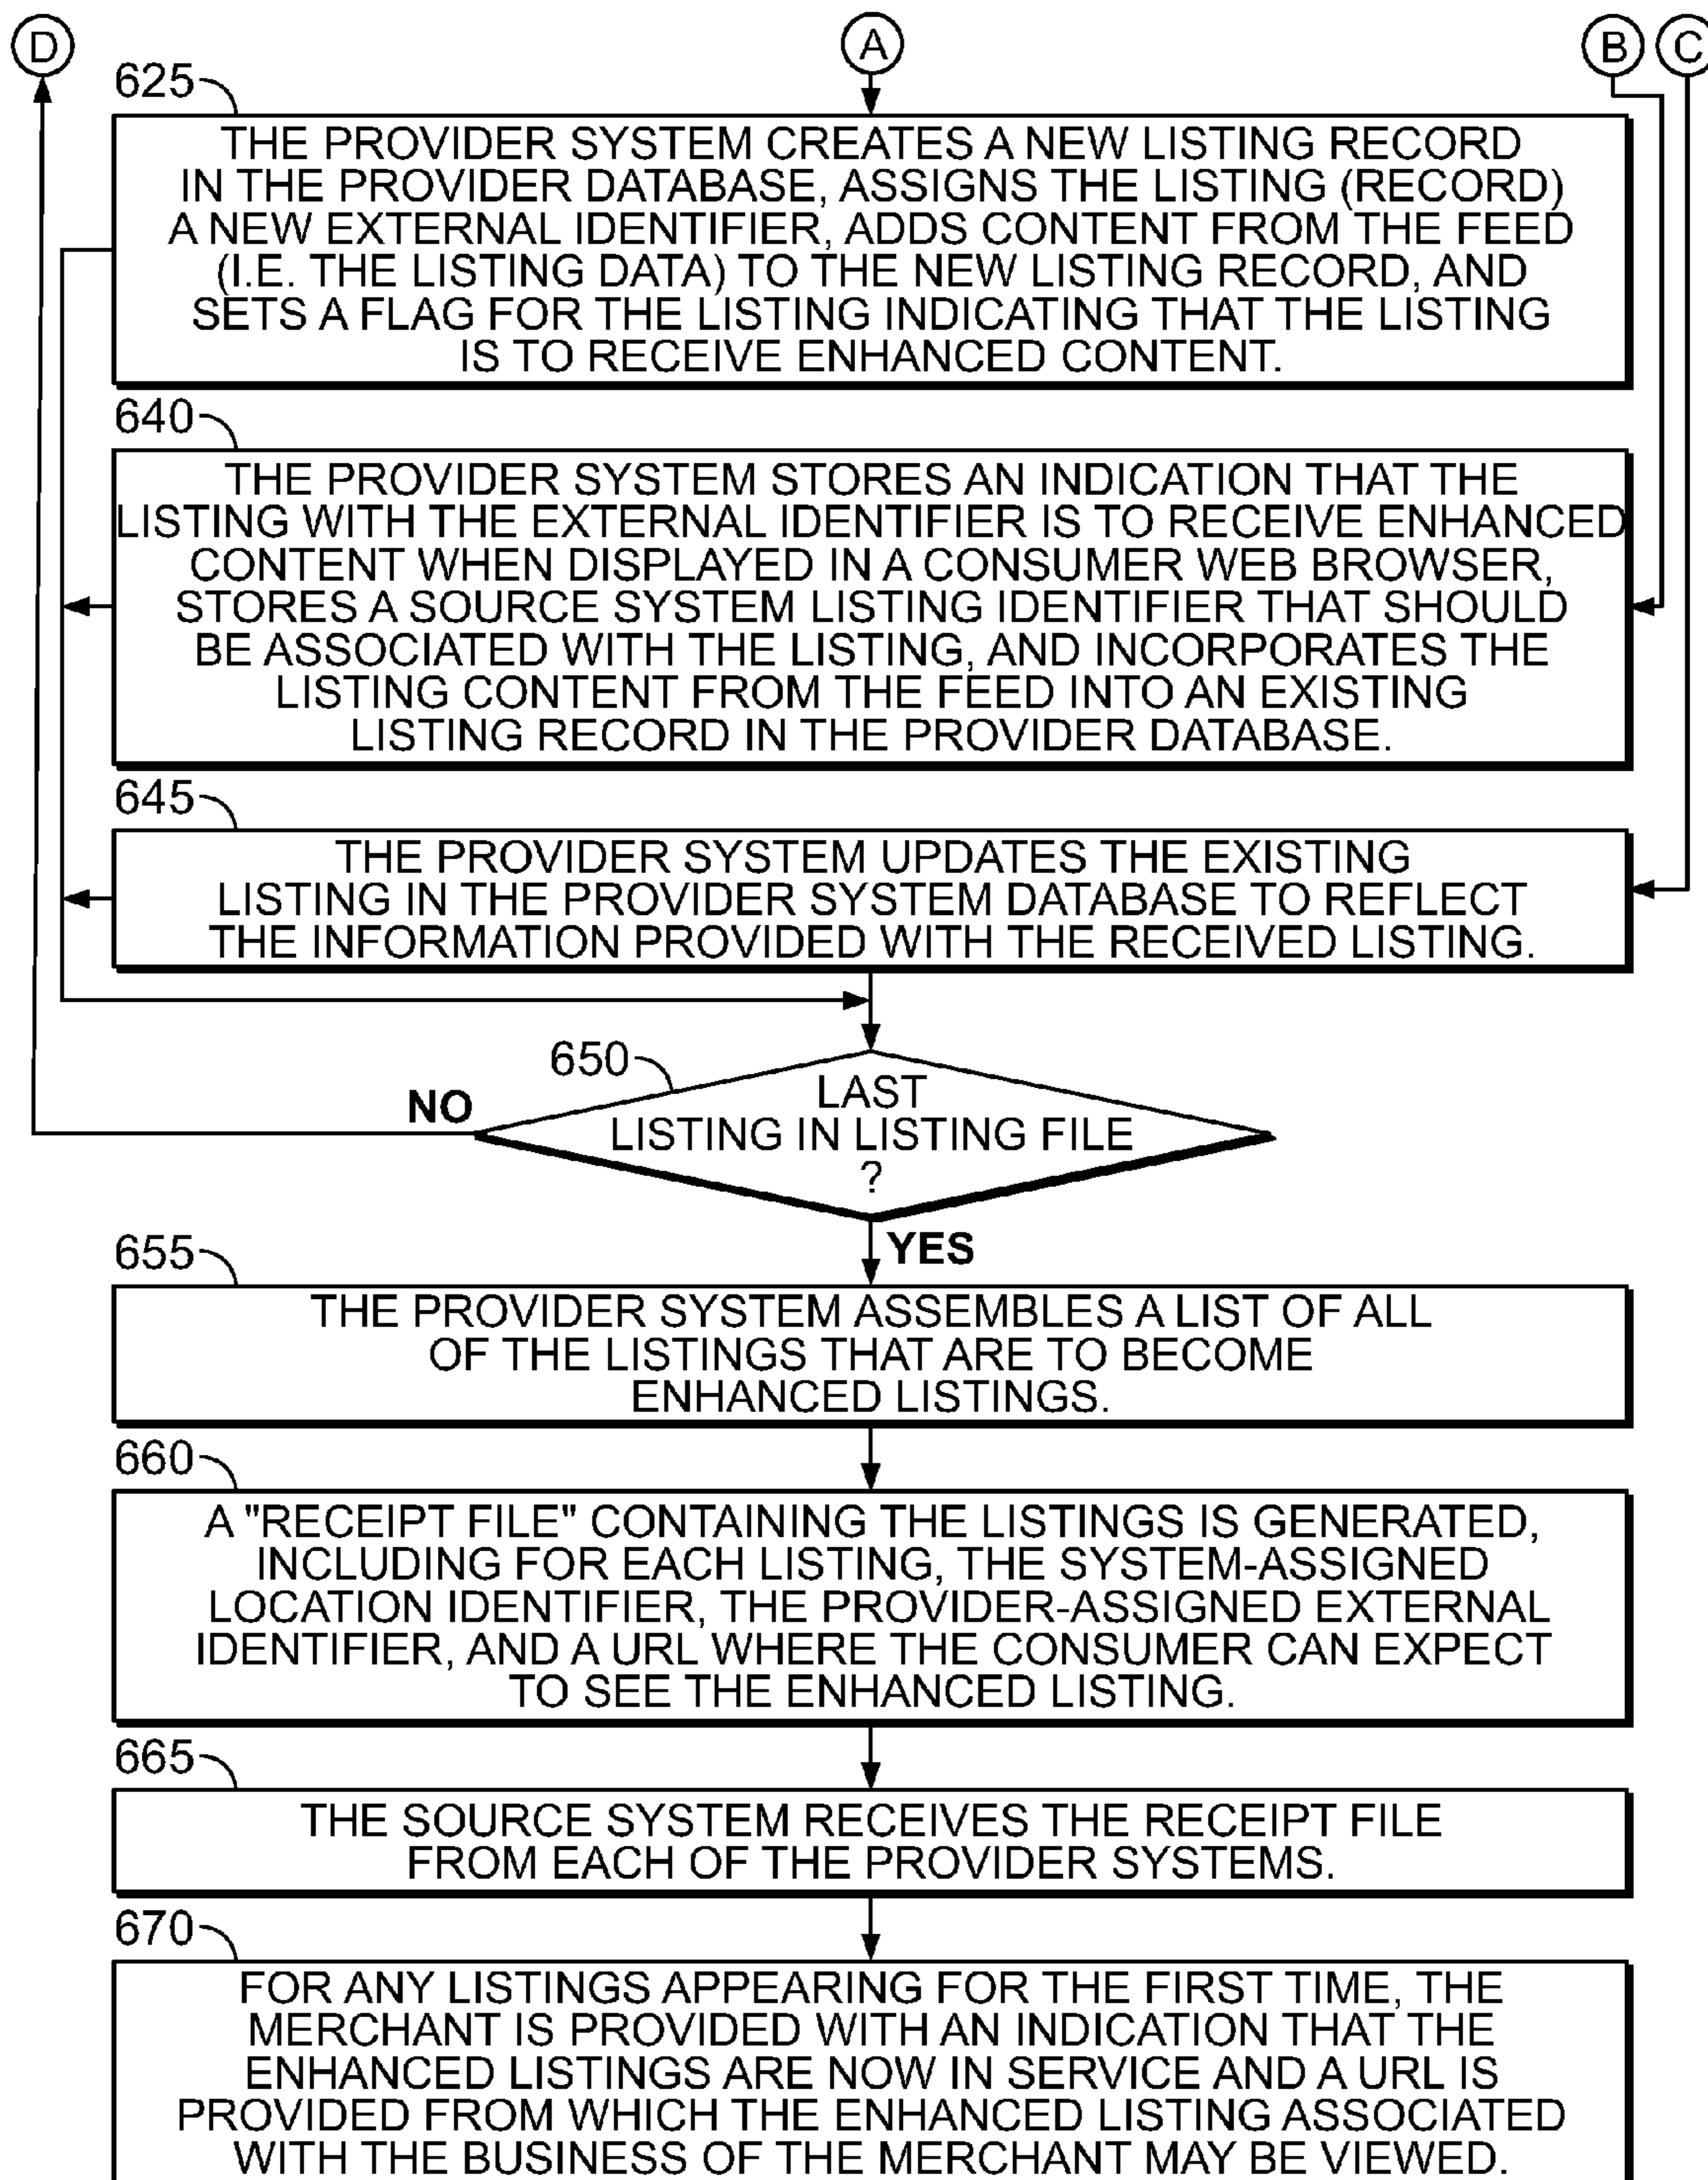 D
A
B
C
625
THE PROVIDER SYSTEM CREATES A NEW LISTING RECORD
IN THE PROVIDER DATABASE, ASSIGNS THE LISTING (RECORD)
A NEW EXTERNAL IDENTIFIER, ADDS CONTENT FROM THE FEED
(I.E. THE LISTING DATA) TO THE NEW LISTING RECORD, AND
SETS A FLAG FOR THE LISTING INDICATING THAT THE LISTING
IS TO RECEIVE ENHANCED CONTENT.
640
THE PROVIDER SYSTEM STORES AN INDICATION THAT THE
LISTING WITH THE EXTERNAL IDENTIFIER IS TO RECEIVE ENHANCED
CONTENT WHEN DISPLAYED IN A CONSUMER WEB BROWSER,
STORES A SOURCE SYSTEM LISTING IDENTIFIER THAT SHOULD
BE ASSOCIATED WITH THE LISTING, AND INCORPORATES THE
LISTING CONTENT FROM THE FEED INTO AN EXISTING
LISTING RECORD IN THE PROVIDER DATABASE.
645
THE PROVIDER SYSTEM UPDATES THE EXISTING
LISTING IN THE PROVIDER SYSTEM DATABASE TO REFLECT
THE INFORMATION PROVIDED WITH THE RECEIVED LISTING.
650
NO
LAST
LISTING IN LISTING FILE
?
YES
655
THE PROVIDER SYSTEM ASSEMBLES A LIST OF ALL
OF THE LISTINGS THAT ARE TO BECOME
ENHANCED LISTINGS.
660
A "RECEIPT FILE" CONTAINING THE LISTINGS IS GENERATED,
INCLUDING FOR EACH LISTING, THE SYSTEM-ASSIGNED
LOCATION IDENTIFIER, THE PROVIDER-ASSIGNED EXTERNAL
IDENTIFIER, AND A URL WHERE THE CONSUMER CAN EXPECT
TO SEE THE ENHANCED LISTING.
665
THE SOURCE SYSTEM RECEIVES THE RECEIPT FILE
FROM EACH OF THE PROVIDER SYSTEMS.
670
FOR ANY LISTINGS APPEARING FOR THE FIRST TIME, THE
MERCHANT IS PROVIDED WITH AN INDICATION THAT THE
ENHANCED LISTINGS ARE NOW IN SERVICE AND A URL IS
PROVIDED FROM WHICH THE ENHANCED LISTING ASSOCIATED
WITH THE BUSINESS OF THE MERCHANT MAY BE VIEWED.